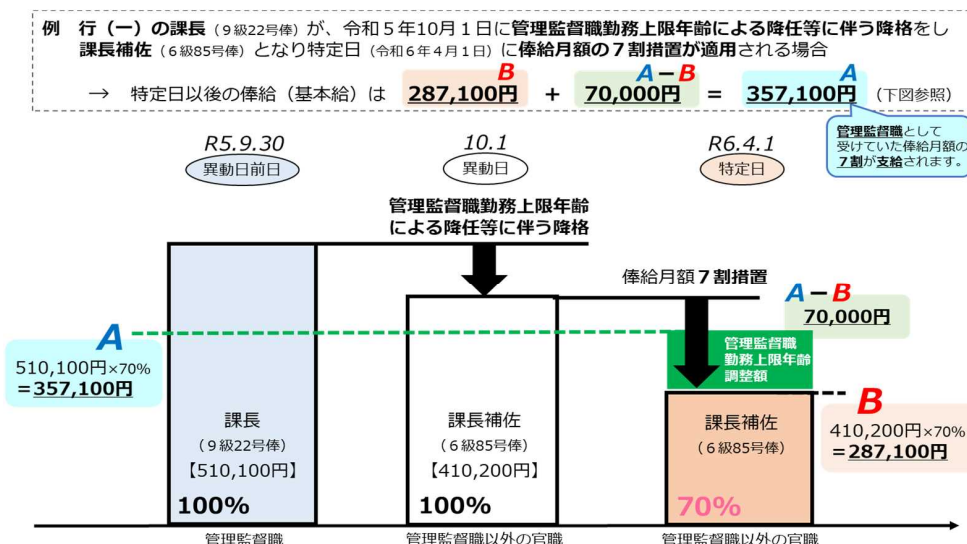 例 行(一)の課長(9級22号俸)が、令和5年10月1日に管理監督職勤務上限年齢による降任等に伴う降格をし
課長補佐(6級85号俸)となり特定日(令和6年4月1日)に俸給月額の7割措置が適用される場合
B
A-B
A
→ 特定日以後の俸給(基本給)は 287,100円 + 70,000円 = 357,100円 (下図参照)
管理監督職として
受けていた俸給月額の
7割が支給されます。
R5.9.30
異動日前日
10.1
異動日
R6.4.1
特定日
管理監督職勤務上限年齢
による降任等に伴う降格
俸給月額7割措置
A-B
70,000円
A
510,100円×70%
=357,100円
管理監督職
勤務上限年齢
調整額
課長
(9級22号俸)
【510,100円】
100%
課長補佐
(6級85号俸)
【410,200円】
100%
課長補佐
(6級85号俸)
70%
B
410,200円×70%
=287,100円
管理監督職
管理監督職以外の官職
管理監督職以外の官職